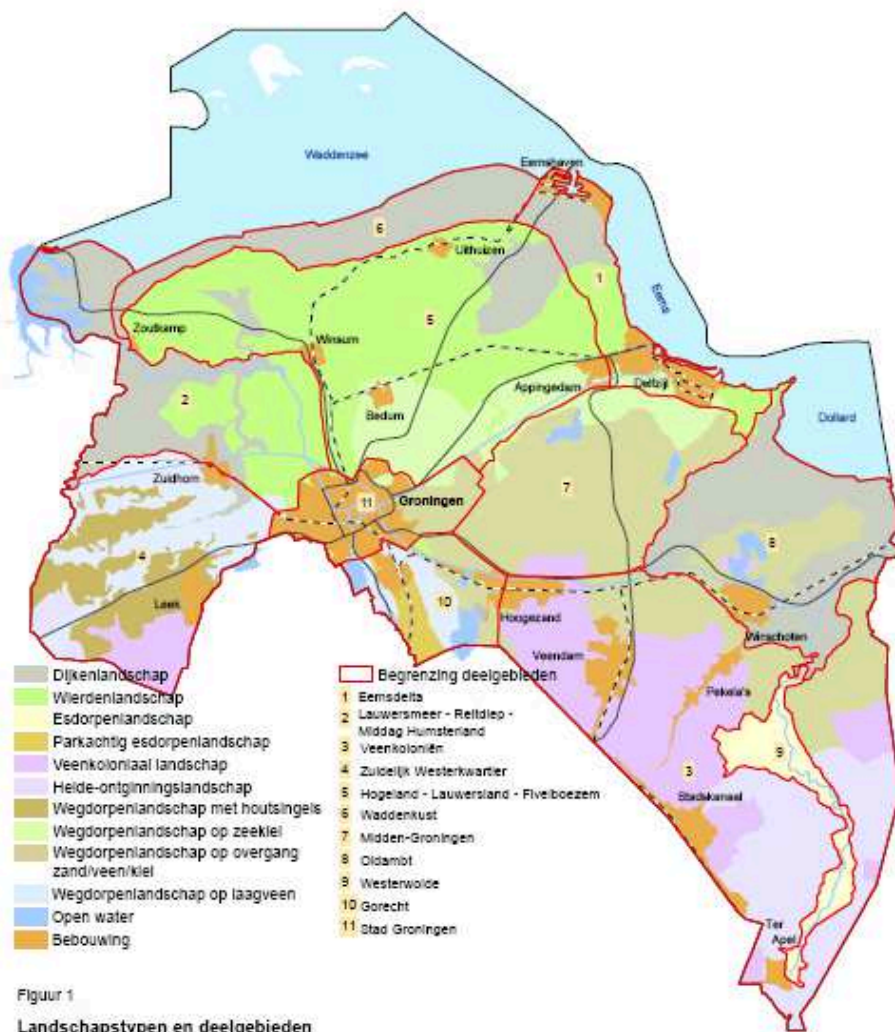 Waddenzee
Eemshaven
6
Uithuizen
1
Eems
5
Zoutkamp
Winsum
2
Appingedam
Delfzijl
Bedum
Dollard
Zuidhorn
11
Groningen
7
4
8
Leek
10
Hoogezand
Veendam
Winschoten
Pekela's
9
3
Stadskanaal
Ter
Apel
Dijkenlandschap
Wierdenlandschap
Esdorpenlandschap
Parkachtig esdorpenlandschap
Veenkoloniaal landschap
Heide-ontginningslandschap
Wegdorpenlandschap met houtsingels
Wegdorpenlandschap op zeeklei
Wegdorpenlandschap op overgang
zand/veen/klei
Wegdorpenlandschap op laagveen
Open water
Bebouwing
Begrenzing deelgebieden
1 Eemsdelta
2 Lauwersmeer - Reitdiep -
Middag Humsterland
3 Veenkoloniën
4 Zuidelijk Westerkwartier
5 Hogeland - Lauwersland - Fivelboezem
6 Waddenkust
7 Midden-Groningen
8 Oldambt
9 Westerwolde
10 Gorecht
11 Stad Groningen
Figuur 1
Landschapstypen en deelgebieden